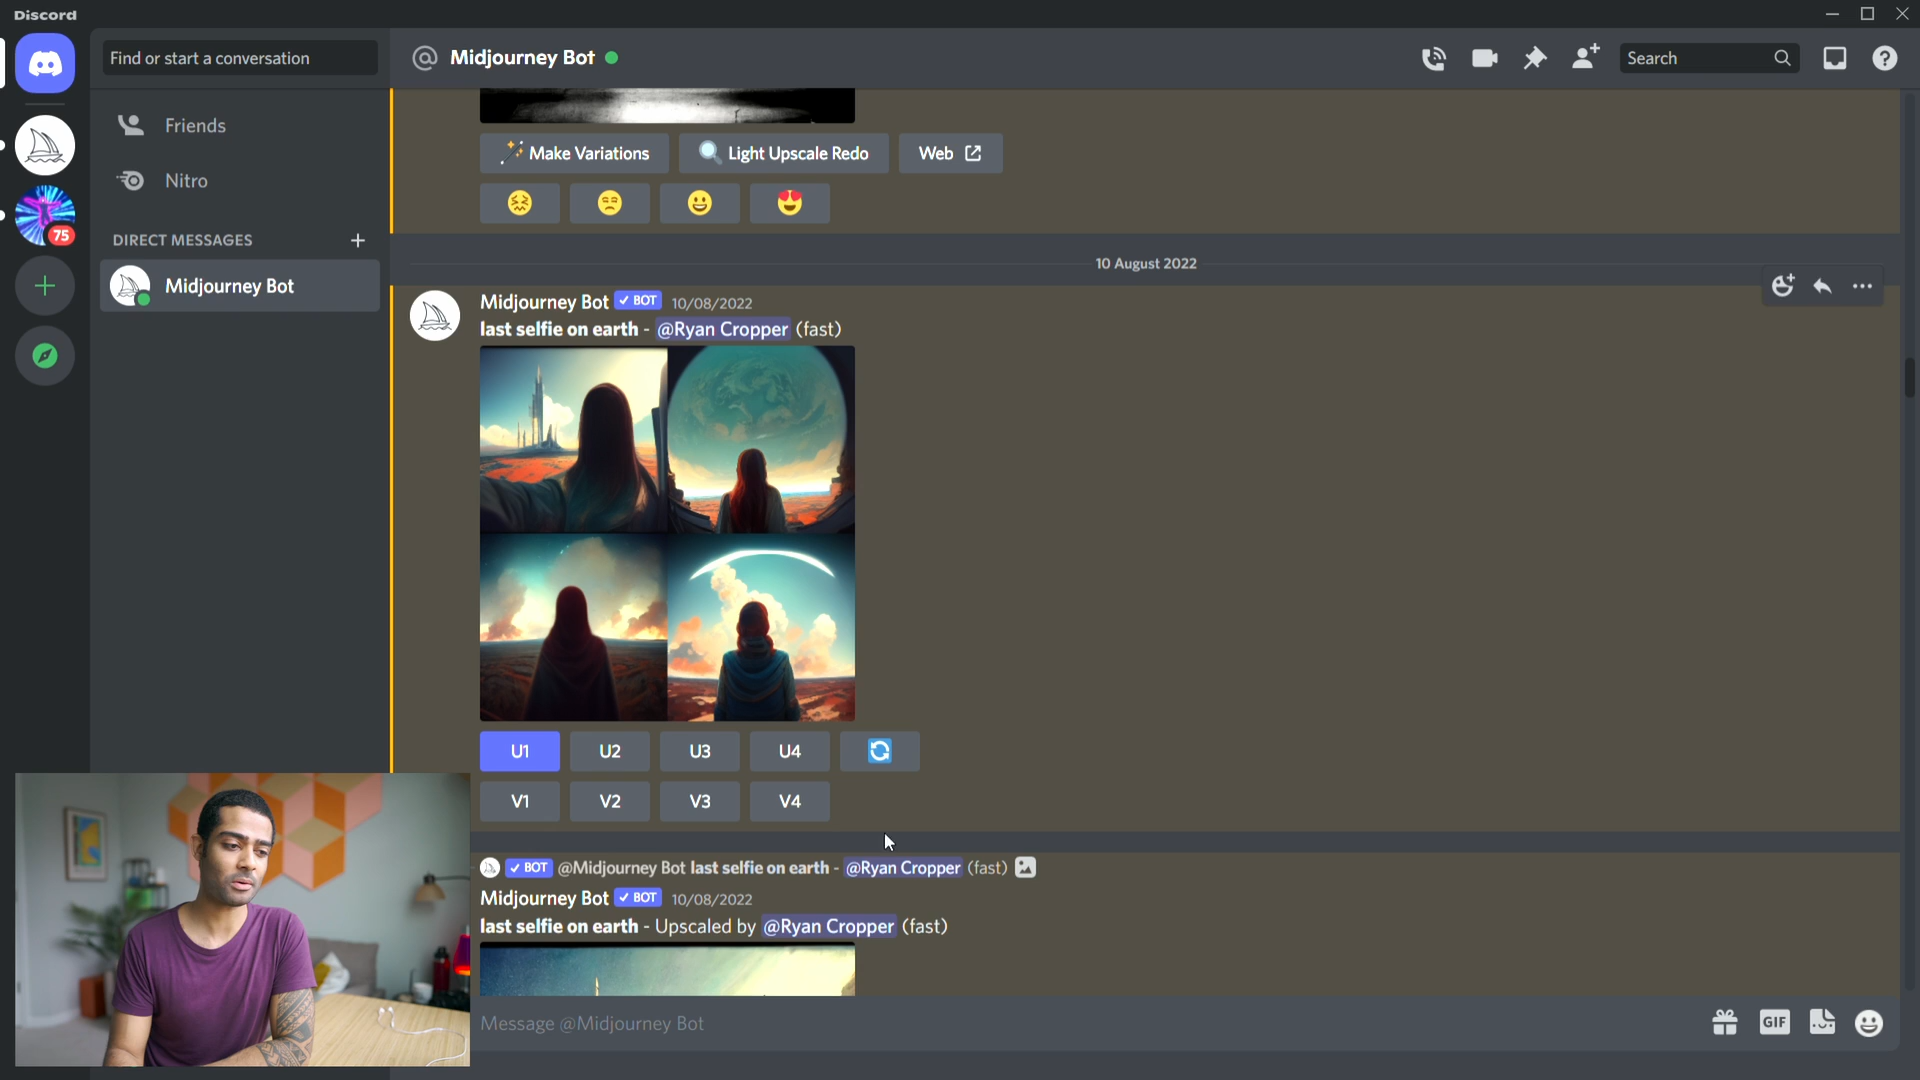 Discord
Find or start a conversation
Midjourney Bot
Search
Friends
Nitro
75
DIRECT MESSAGES
Midjourney Bot
Make Variations
Light Upscale Redo
Web
10 August 2022
Midjourney Bot BOT 10/08/2022
last selfie on earth - @Ryan Cropper (fast)
U1 U2 U3 U4
V1 V2 V3 V4
BOT @Midjourney Bot last selfie on earth - @Ryan Cropper (fast)
Midjourney Bot BOT 10/08/2022
last selfie on earth - Upscaled by @Ryan Cropper (fast)
Message @Midjourney Bot
GIF